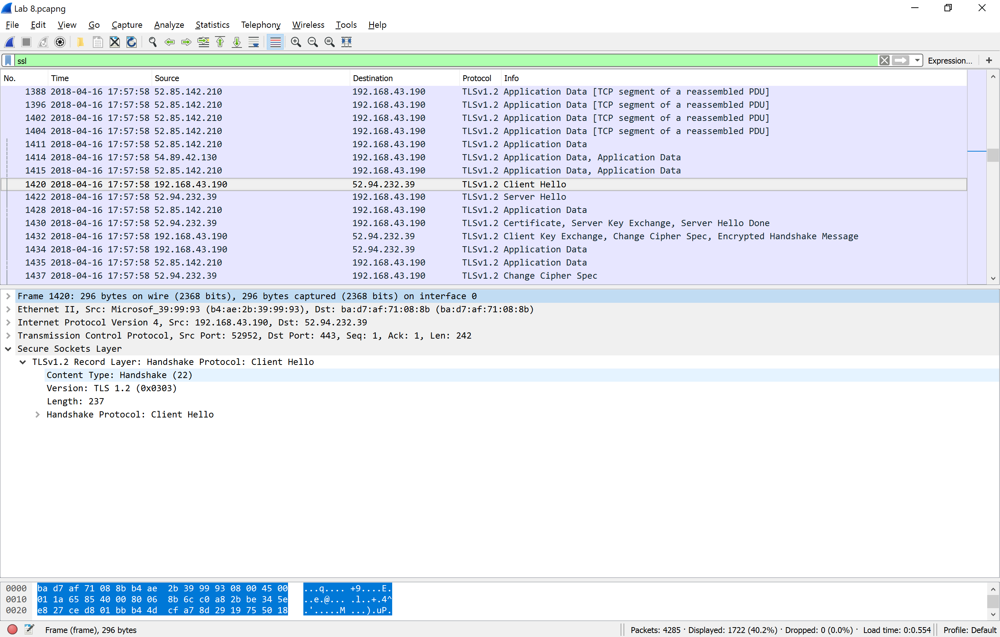 Lab 8.pcapng
File Edit View Go Capture Analyze Statistics Telephony Wireless Tools Help
ssl Expression... +
No. Time Source Destination Protocol Info
1388 2018-04-16 17:57:58 52.85.142.210 192.168.43.190 TLSv1.2 Application Data [TCP segment of a reassembled PDU]
1396 2018-04-16 17:57:58 52.85.142.210 192.168.43.190 TLSv1.2 Application Data [TCP segment of a reassembled PDU]
1402 2018-04-16 17:57:58 52.85.142.210 192.168.43.190 TLSv1.2 Application Data [TCP segment of a reassembled PDU]
1404 2018-04-16 17:57:58 52.85.142.210 192.168.43.190 TLSv1.2 Application Data [TCP segment of a reassembled PDU]
1411 2018-04-16 17:57:58 52.85.142.210 192.168.43.190 TLSv1.2 Application Data
1414 2018-04-16 17:57:58 54.89.42.130 192.168.43.190 TLSv1.2 Application Data, Application Data
1415 2018-04-16 17:57:58 52.85.142.210 192.168.43.190 TLSv1.2 Application Data, Application Data
1420 2018-04-16 17:57:58 192.168.43.190 52.94.232.39 TLSv1.2 Client Hello
1422 2018-04-16 17:57:58 52.94.232.39 192.168.43.190 TLSv1.2 Server Hello
1428 2018-04-16 17:57:58 52.85.142.210 192.168.43.190 TLSv1.2 Application Data
1430 2018-04-16 17:57:58 52.94.232.39 192.168.43.190 TLSv1.2 Certificate, Server Key Exchange, Server Hello Done
1432 2018-04-16 17:57:58 192.168.43.190 52.94.232.39 TLSv1.2 Client Key Exchange, Change Cipher Spec, Encrypted Handshake Message
1434 2018-04-16 17:57:58 192.168.43.190 52.94.232.39 TLSv1.2 Application Data
1435 2018-04-16 17:57:58 52.85.142.210 192.168.43.190 TLSv1.2 Application Data
1437 2018-04-16 17:57:58 52.94.232.39 192.168.43.190 TLSv1.2 Change Cipher Spec
Frame 1420: 296 bytes on wire (2368 bits), 296 bytes captured (2368 bits) on interface 0
Ethernet II, Src: Microsof_39:99:93 (b4:ae:2b:39:99:93), Dst: ba:d7:af:71:08:8b (ba:d7:af:71:08:8b)
Internet Protocol Version 4, Src: 192.168.43.190, Dst: 52.94.232.39
Transmission Control Protocol, Src Port: 52952, Dst Port: 443, Seq: 1, Ack: 1, Len: 242
Secure Sockets Layer
TLSv1.2 Record Layer: Handshake Protocol: Client Hello
Content Type: Handshake (22)
Version: TLS 1.2 (0x0303)
Length: 237
Handshake Protocol: Client Hello
0000 ba d7 af 71 08 8b b4 ae 2b 39 99 93 08 00 45 00 ...q.... +9....E.
0010 01 1a 65 85 40 00 80 06 8b 6c c0 a8 2b be 34 5e ..e.@... .l..+.4^
0020 e8 27 ce d8 01 bb b4 4d cf a7 8d 29 19 75 50 18 .'.....M ...).uP.
Frame (frame), 296 bytes Packets: 4285 · Displayed: 1722 (40.2%) · Dropped: 0 (0.0%) · Load time: 0:0.554 Profile: Default